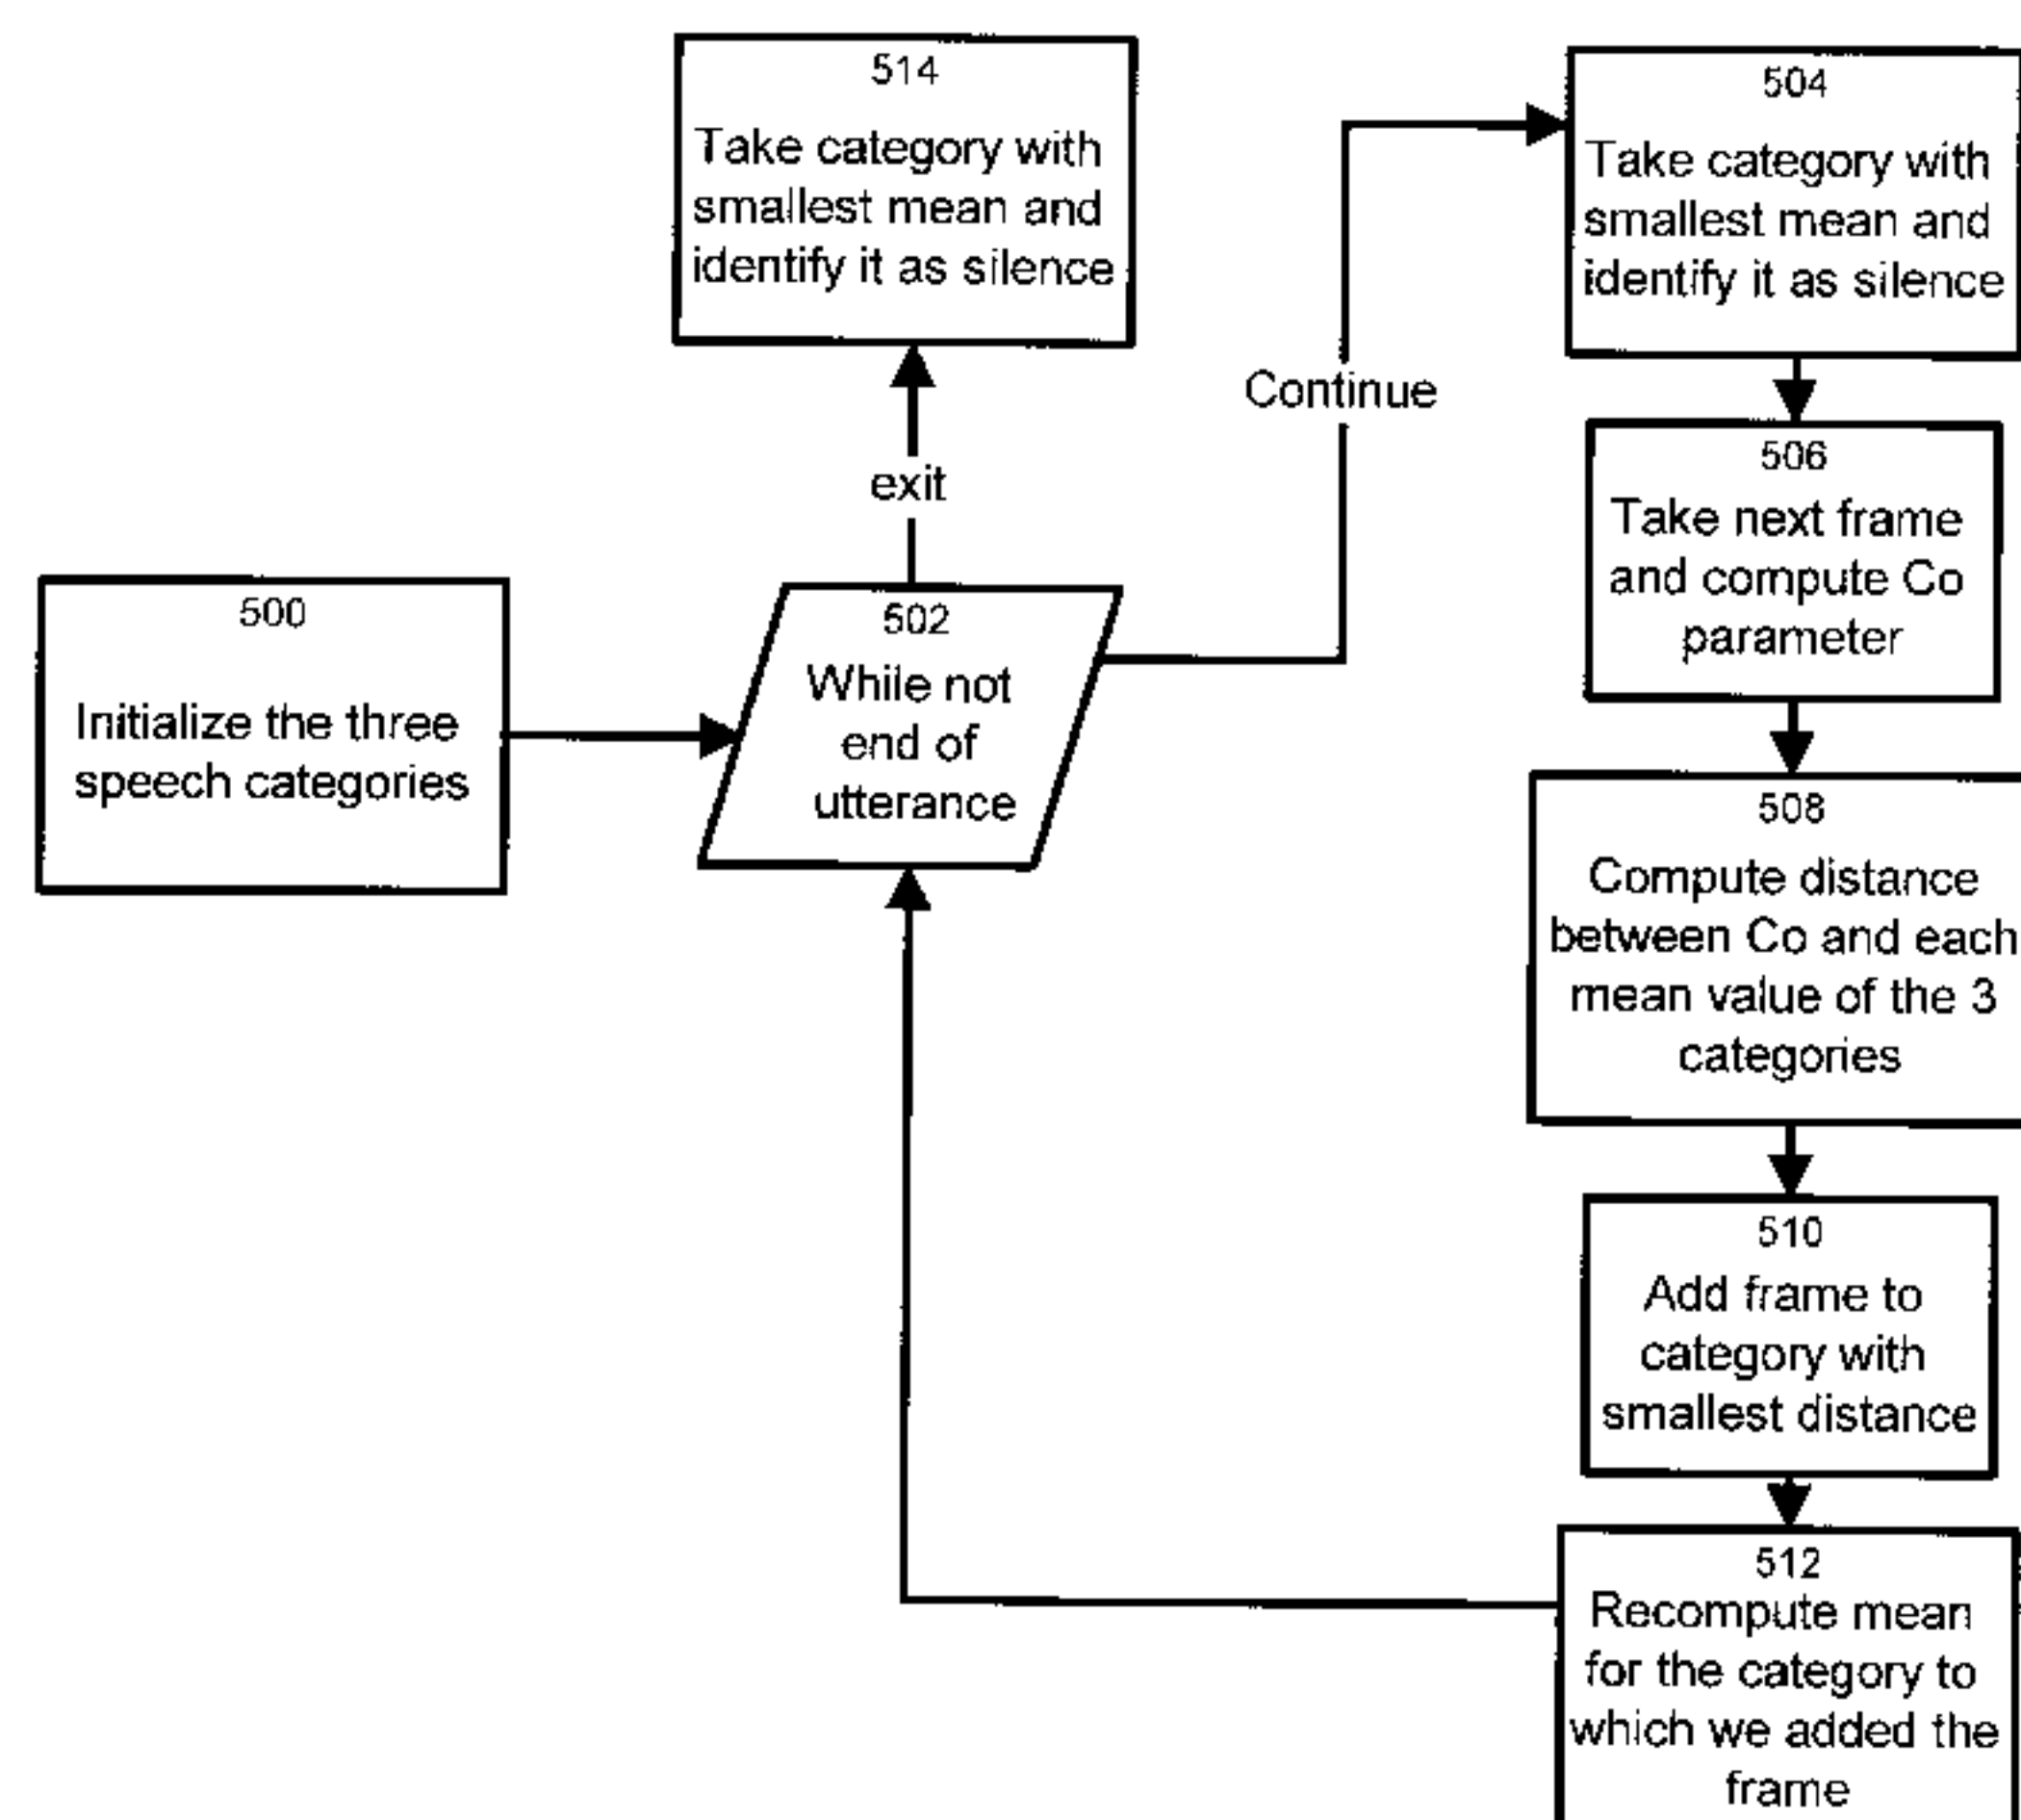 514
Take category with
smallest mean and
identify it as silence
exit
Continue
500
Initialize the three
speech categories
502
While not
end of
utterance
504
Take category with
smallest mean and
identify it as silence
506
Take next frame
and compute Co
parameter
508
Compute distance
between Co and each
mean value of the 3
categories
510
Add frame to
category with
smallest distance
512
Recompute mean
for the category to
which we added the
frame